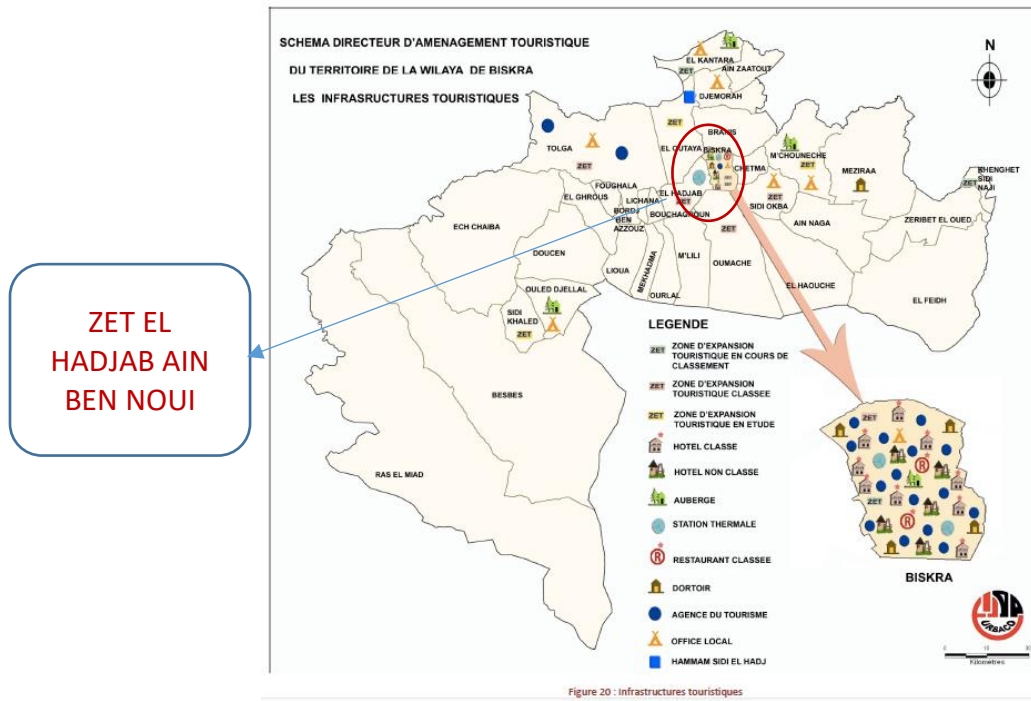 SCHEMA DIRECTEUR D'AMENAGEMENT TOURISTIQUE
DU TERRITOIRE DE LA WILAYA DE BISKRA
LES INFRASRUCTURES TOURISTIQUES
N
EL KANTARA
AIN ZAATOUT
ZET
DJEMORAH
ZET
BRANIS
TOLGA
EL OUTAYA
BISKRA
M'CHOUNECHE
ZET
ZET
CHETMA
MEZIRAA
KHENGHET
SIDI
NAJI
ZET
FOUGHALA
EL HADJAB
ZET
EL GHROUS
LICHANA
ZET
SIDI OKBA
BORDJ
BEN
AZZOUZ
BOUCHAGROUN
AIN NAGA
ZERIBET EL OUED
ECH CHAIBA
ZET
DOUCEN
M'LILI
OUMACHE
LIOUA
MEKHADMA
EL HAOUCHE
OULED DJELLAL
OURLAL
EL FEIDH
SIDI
KHALED
ZET
BESBES
RAS EL MIAD
ZET EL
HADJAB AIN
BEN NOUI
LEGENDE
ZET ZONE D'EXPANSION
TOURISTIQUE EN COURS DE
CLASSEMENT
ZET ZONE D'EXPANSION
TOURISTIQUE CLASSEE
ZET ZONE D'EXPANSION
TOURISTIQUE EN ETUDE
HOTEL CLASSE
HOTEL NON CLASSE
AUBERGE
STATION THERMALE
R RESTAURANT CLASSEE
DORTOIR
AGENCE DU TOURISME
OFFICE LOCAL
HAMMAM SIDI EL HADJ
ZET
R
ZET
R
BISKRA
URBACO
0 10 30
Kilomètres
Figure 20 : Infrastructures touristiques